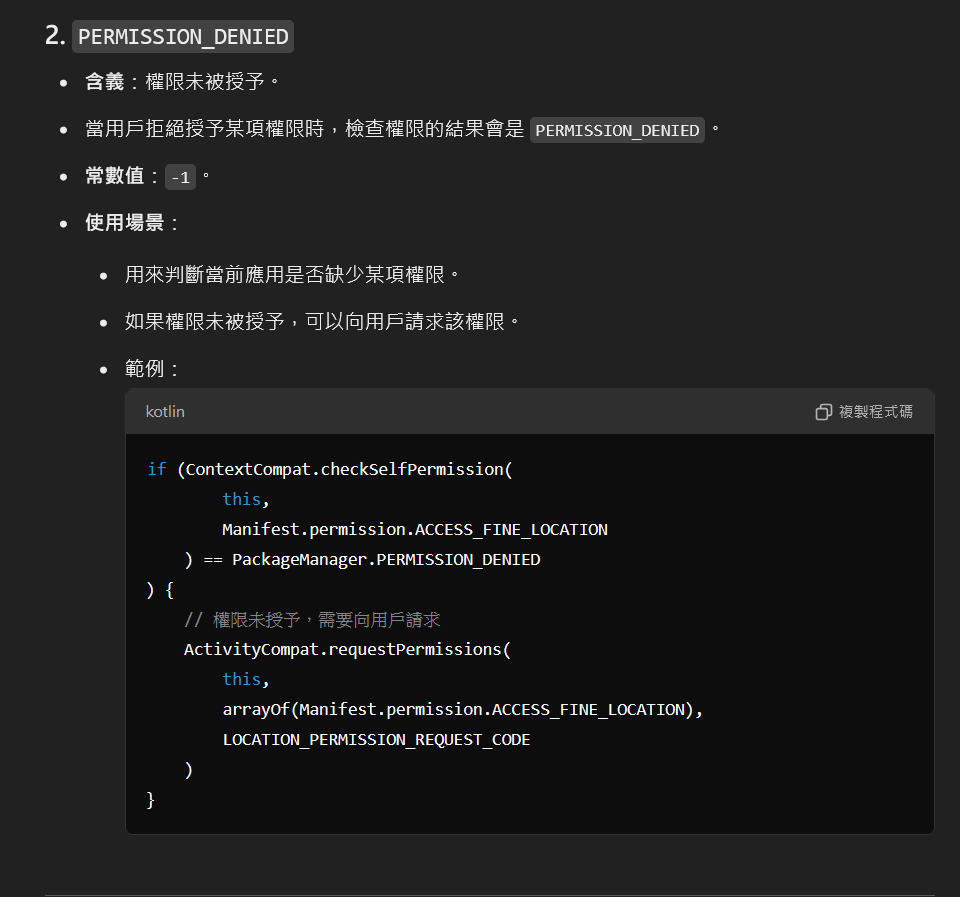 2. PERMISSION_DENIED
• 含義：權限未被授予。
• 當用戶拒絕授予某項權限時，檢查權限的結果會是 PERMISSION_DENIED 。
• 常數值：-1 。
• 使用場景：
• 用來判斷當前應用是否缺少某項權限。
• 如果權限未被授予，可以向用戶請求該權限。
• 範例：
kotlin 複製程式碼
if (ContextCompat.checkSelfPermission(
        this,
        Manifest.permission.ACCESS_FINE_LOCATION
    ) == PackageManager.PERMISSION_DENIED
) {
    // 權限未授予，需要向用戶請求
    ActivityCompat.requestPermissions(
        this,
        arrayOf(Manifest.permission.ACCESS_FINE_LOCATION),
        LOCATION_PERMISSION_REQUEST_CODE
    )
}